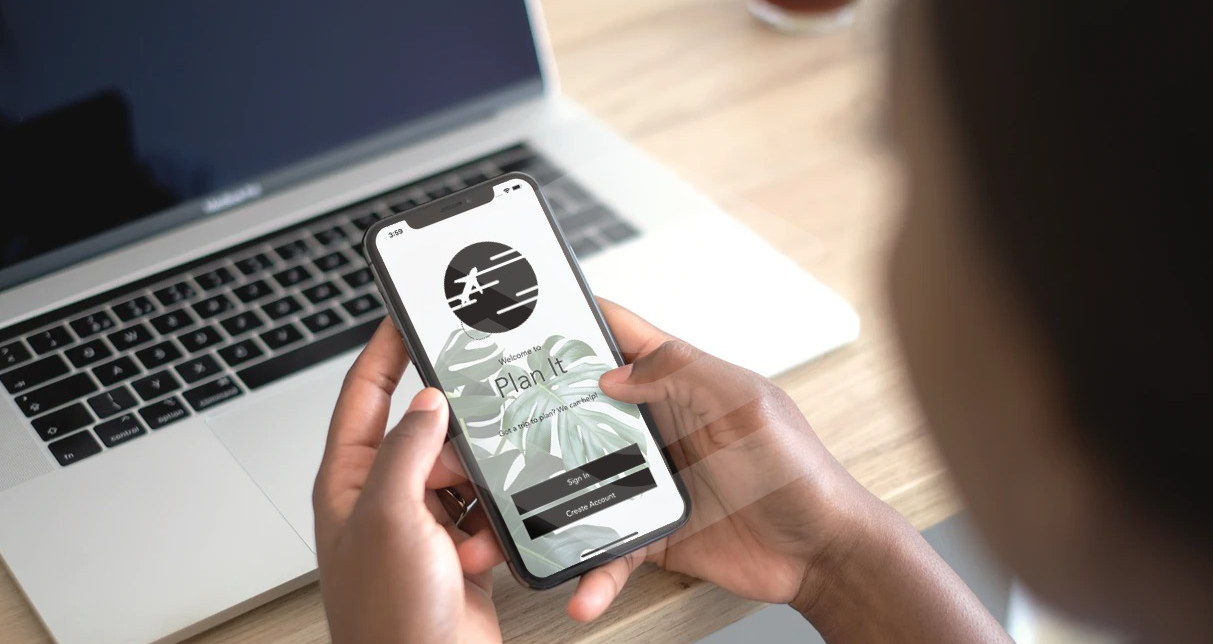 3:59
Welcome to
Plan It
Got a trip to plan? We can help!
Sign In
Create Account
fn
control
option
command